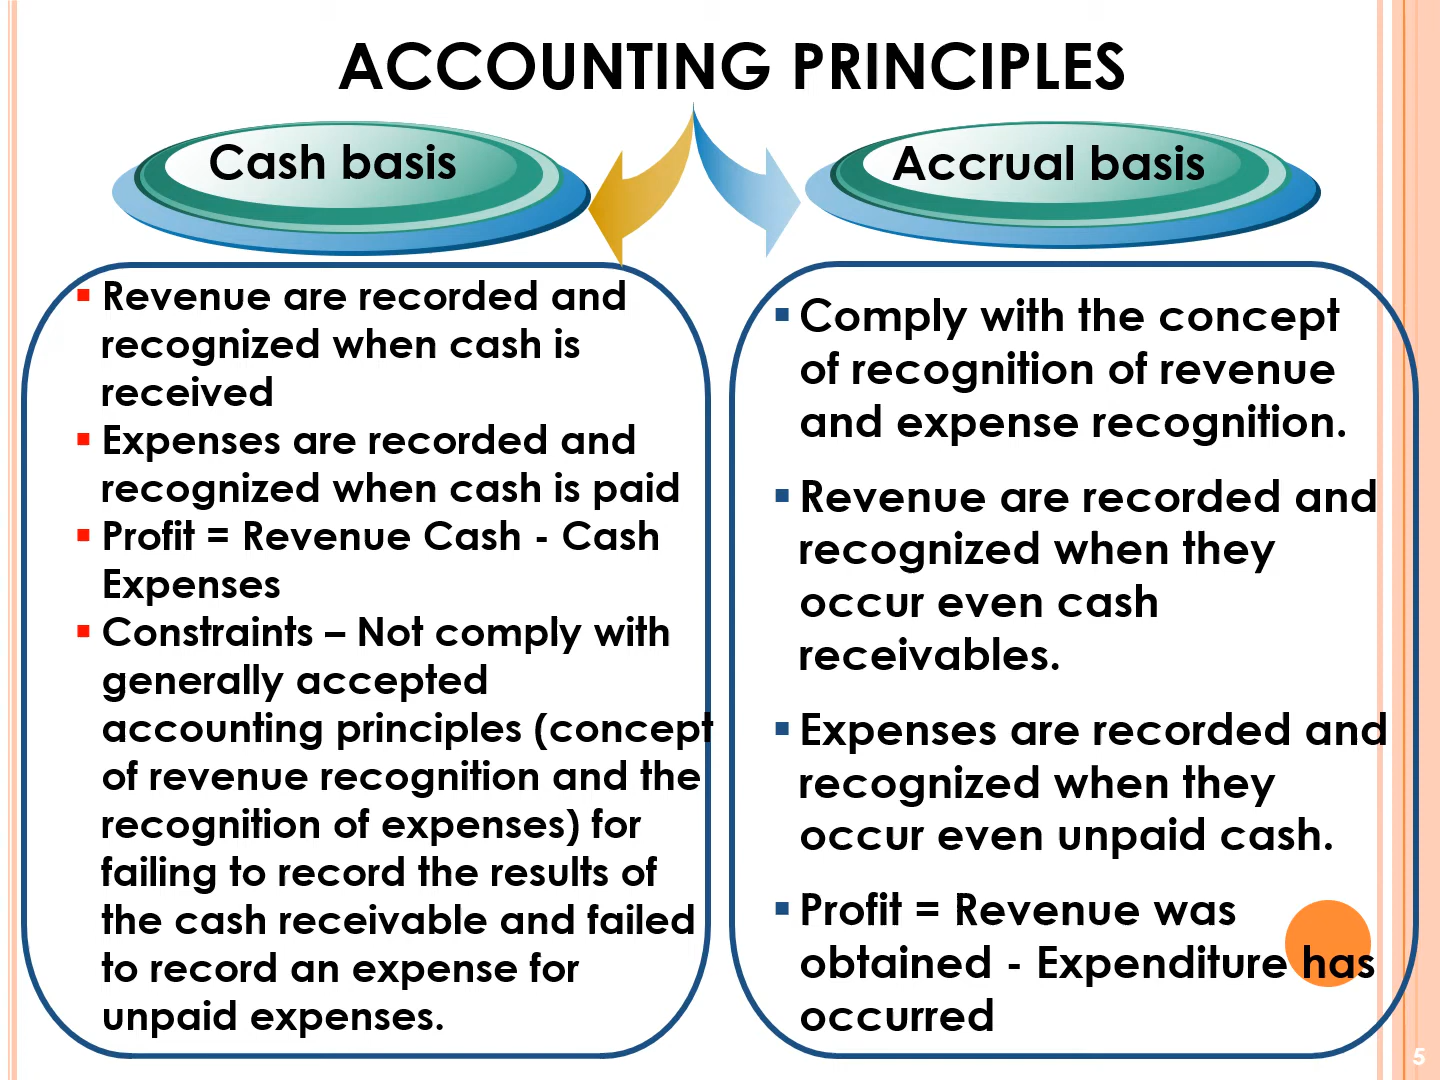 ACCOUNTING PRINCIPLES
Cash basis
▪ Revenue are recorded and
recognized when cash is
received
▪ Expenses are recorded and
recognized when cash is paid
▪ Profit = Revenue Cash - Cash
Expenses
▪ Constraints – Not comply with
generally accepted
accounting principles (concept
of revenue recognition and the
recognition of expenses) for
failing to record the results of
the cash receivable and failed
to record an expense for
unpaid expenses.
Accrual basis
▪ Comply with the concept
of recognition of revenue
and expense recognition.
▪ Revenue are recorded and
recognized when they
occur even cash
receivables.
▪ Expenses are recorded and
recognized when they
occur even unpaid cash.
▪ Profit = Revenue was
obtained - Expenditure has
occurred
5